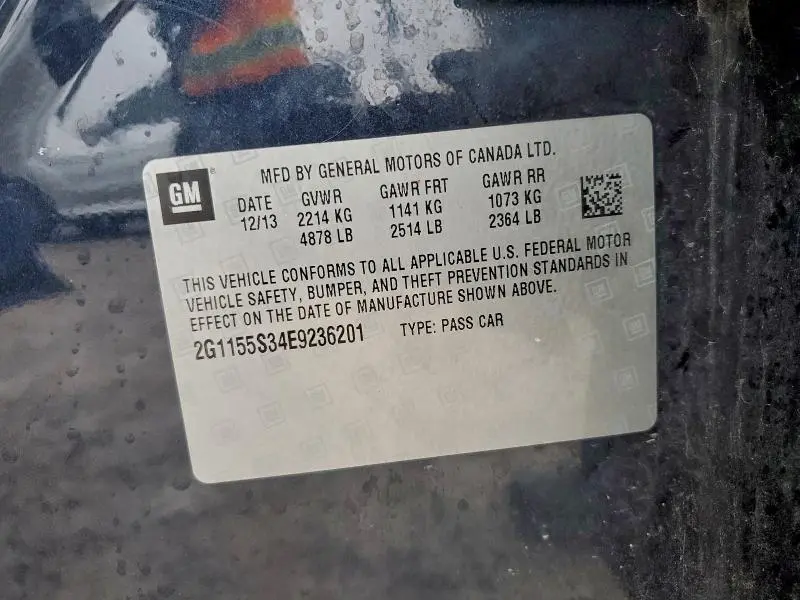 MFD BY GENERAL MOTORS OF CANADA LTD.
GM ®
DATE GVWR GAWR FRT GAWR RR
12/13 2214 KG 1141 KG 1073 KG
4878 LB 2514 LB 2364 LB
THIS VEHICLE CONFORMS TO ALL APPLICABLE U.S. FEDERAL MOTOR
VEHICLE SAFETY, BUMPER, AND THEFT PREVENTION STANDARDS IN
EFFECT ON THE DATE OF MANUFACTURE SHOWN ABOVE.
2G1155S34E9236201 TYPE: PASS CAR